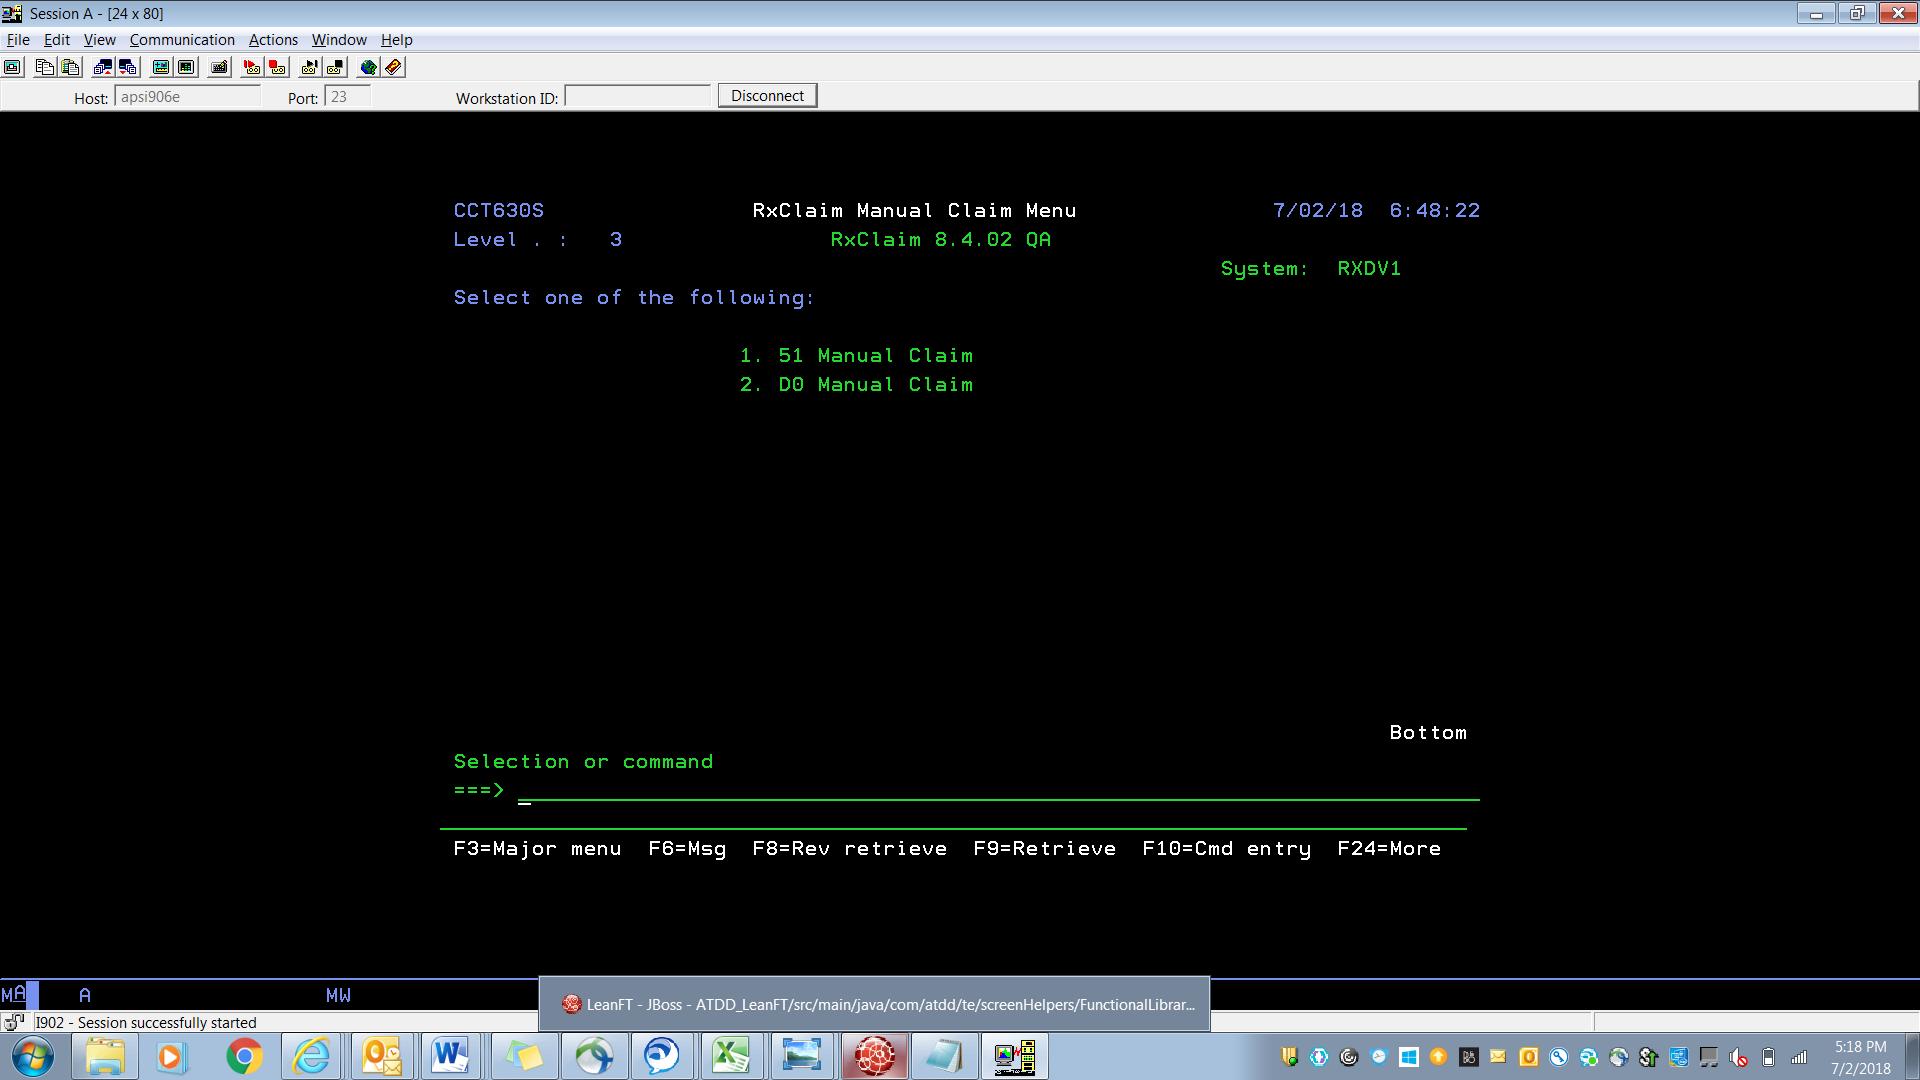 Session A - [24 x 80]
File Edit View Communication Actions Window Help
Host: apsi906e Port: 23 Workstation ID: Disconnect
CCT630S RxClaim Manual Claim Menu 7/02/18 6:48:22
Level . : 3 RxClaim 8.4.02 QA
System: RXDV1
Select one of the following:
1. 51 Manual Claim
2. D0 Manual Claim
Bottom
Selection or command
===>
F3=Major menu F6=Msg F8=Rev retrieve F9=Retrieve F10=Cmd entry F24=More
MA A MW
LeanFT - JBoss - ATDD_LeanFT/src/main/java/com/atdd/te/screenHelpers/FunctionalLibrar...
I902 - Session successfully started
5:18 PM
7/2/2018